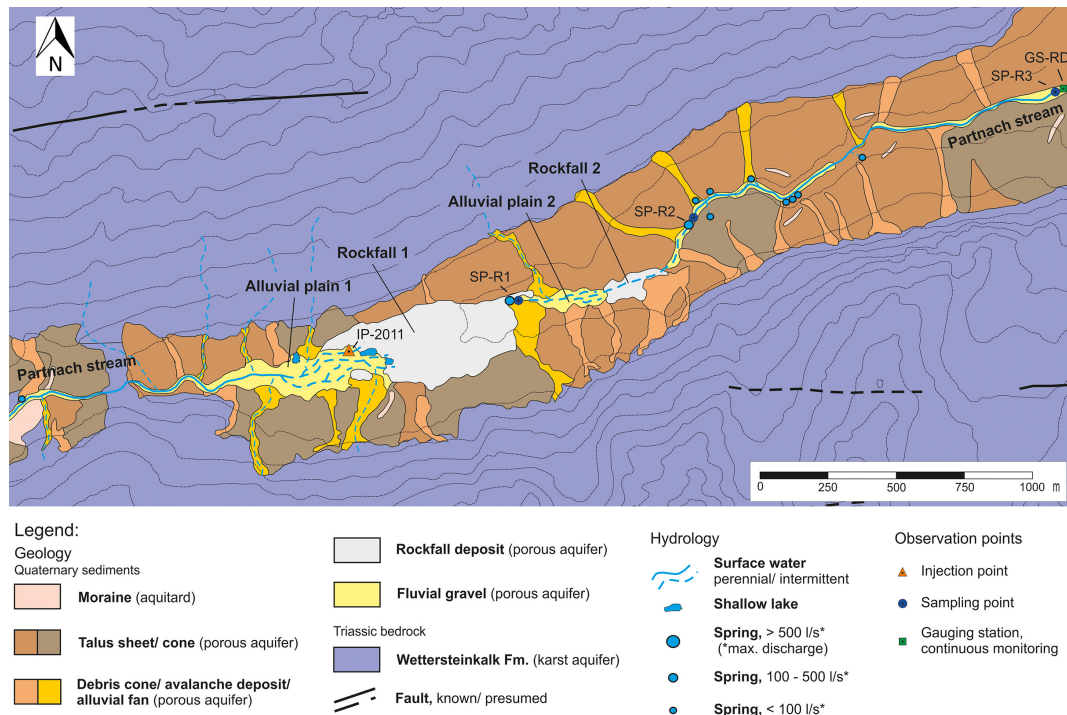 N
GS-RD
SP-R3
Partnach stream
Rockfall 2
Alluvial plain 2
SP-R2
Rockfall 1
SP-R1
Alluvial plain 1
IP-2011
Partnach stream
0 250 500 750 1000 m
Legend:
Geology
Quaternary sediments
Moraine (aquitard)
Talus sheet/ cone (porous aquifer)
Debris cone/ avalanche deposit/
alluvial fan (porous aquifer)
Rockfall deposit (porous aquifer)
Fluvial gravel (porous aquifer)
Triassic bedrock
Wettersteinkalk Fm. (karst aquifer)
Fault, known/ presumed
Hydrology
Surface water
perennial/ intermittent
Shallow lake
Spring, > 500 l/s*
(*max. discharge)
Spring, 100 - 500 l/s*
Spring, < 100 l/s*
Observation points
Injection point
Sampling point
Gauging station,
continuous monitoring